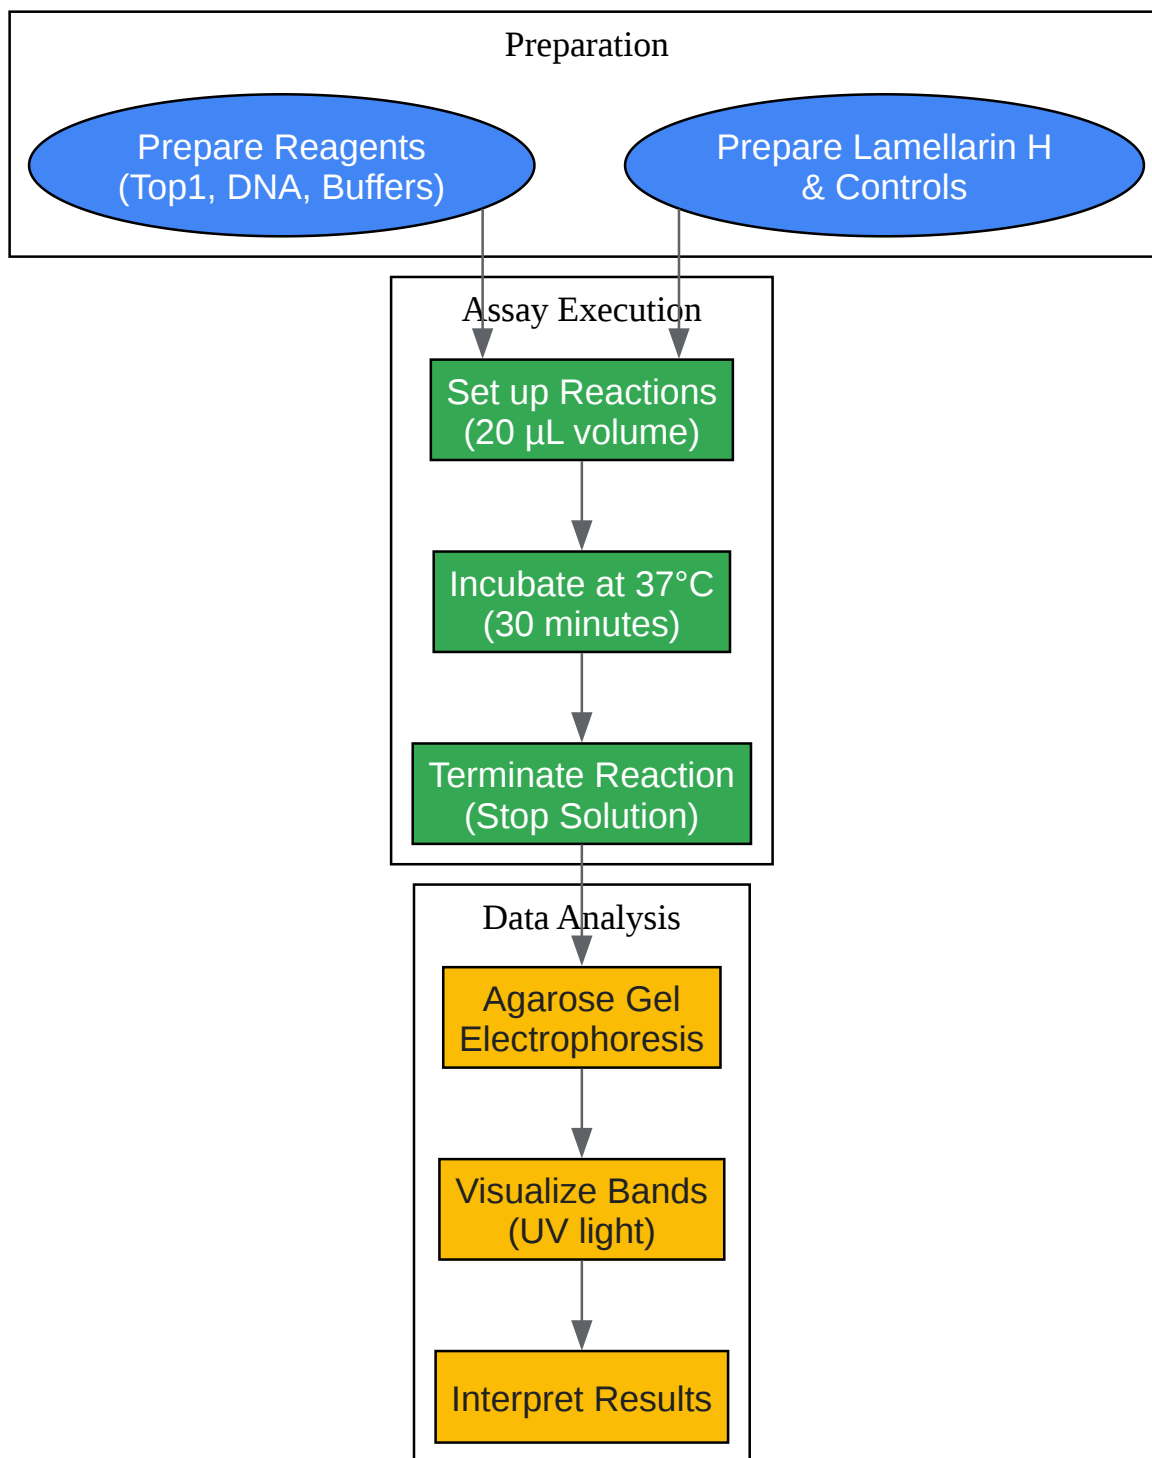 Preparation
Prepare Reagents
(Top1, DNA, Buffers)
Prepare Lamellarin H
& Controls
Assay Execution
Set up Reactions
(20 µL volume)
Incubate at 37°C
(30 minutes)
Terminate Reaction
(Stop Solution)
Data Analysis
Agarose Gel
Electrophoresis
Visualize Bands
(UV light)
Interpret Results